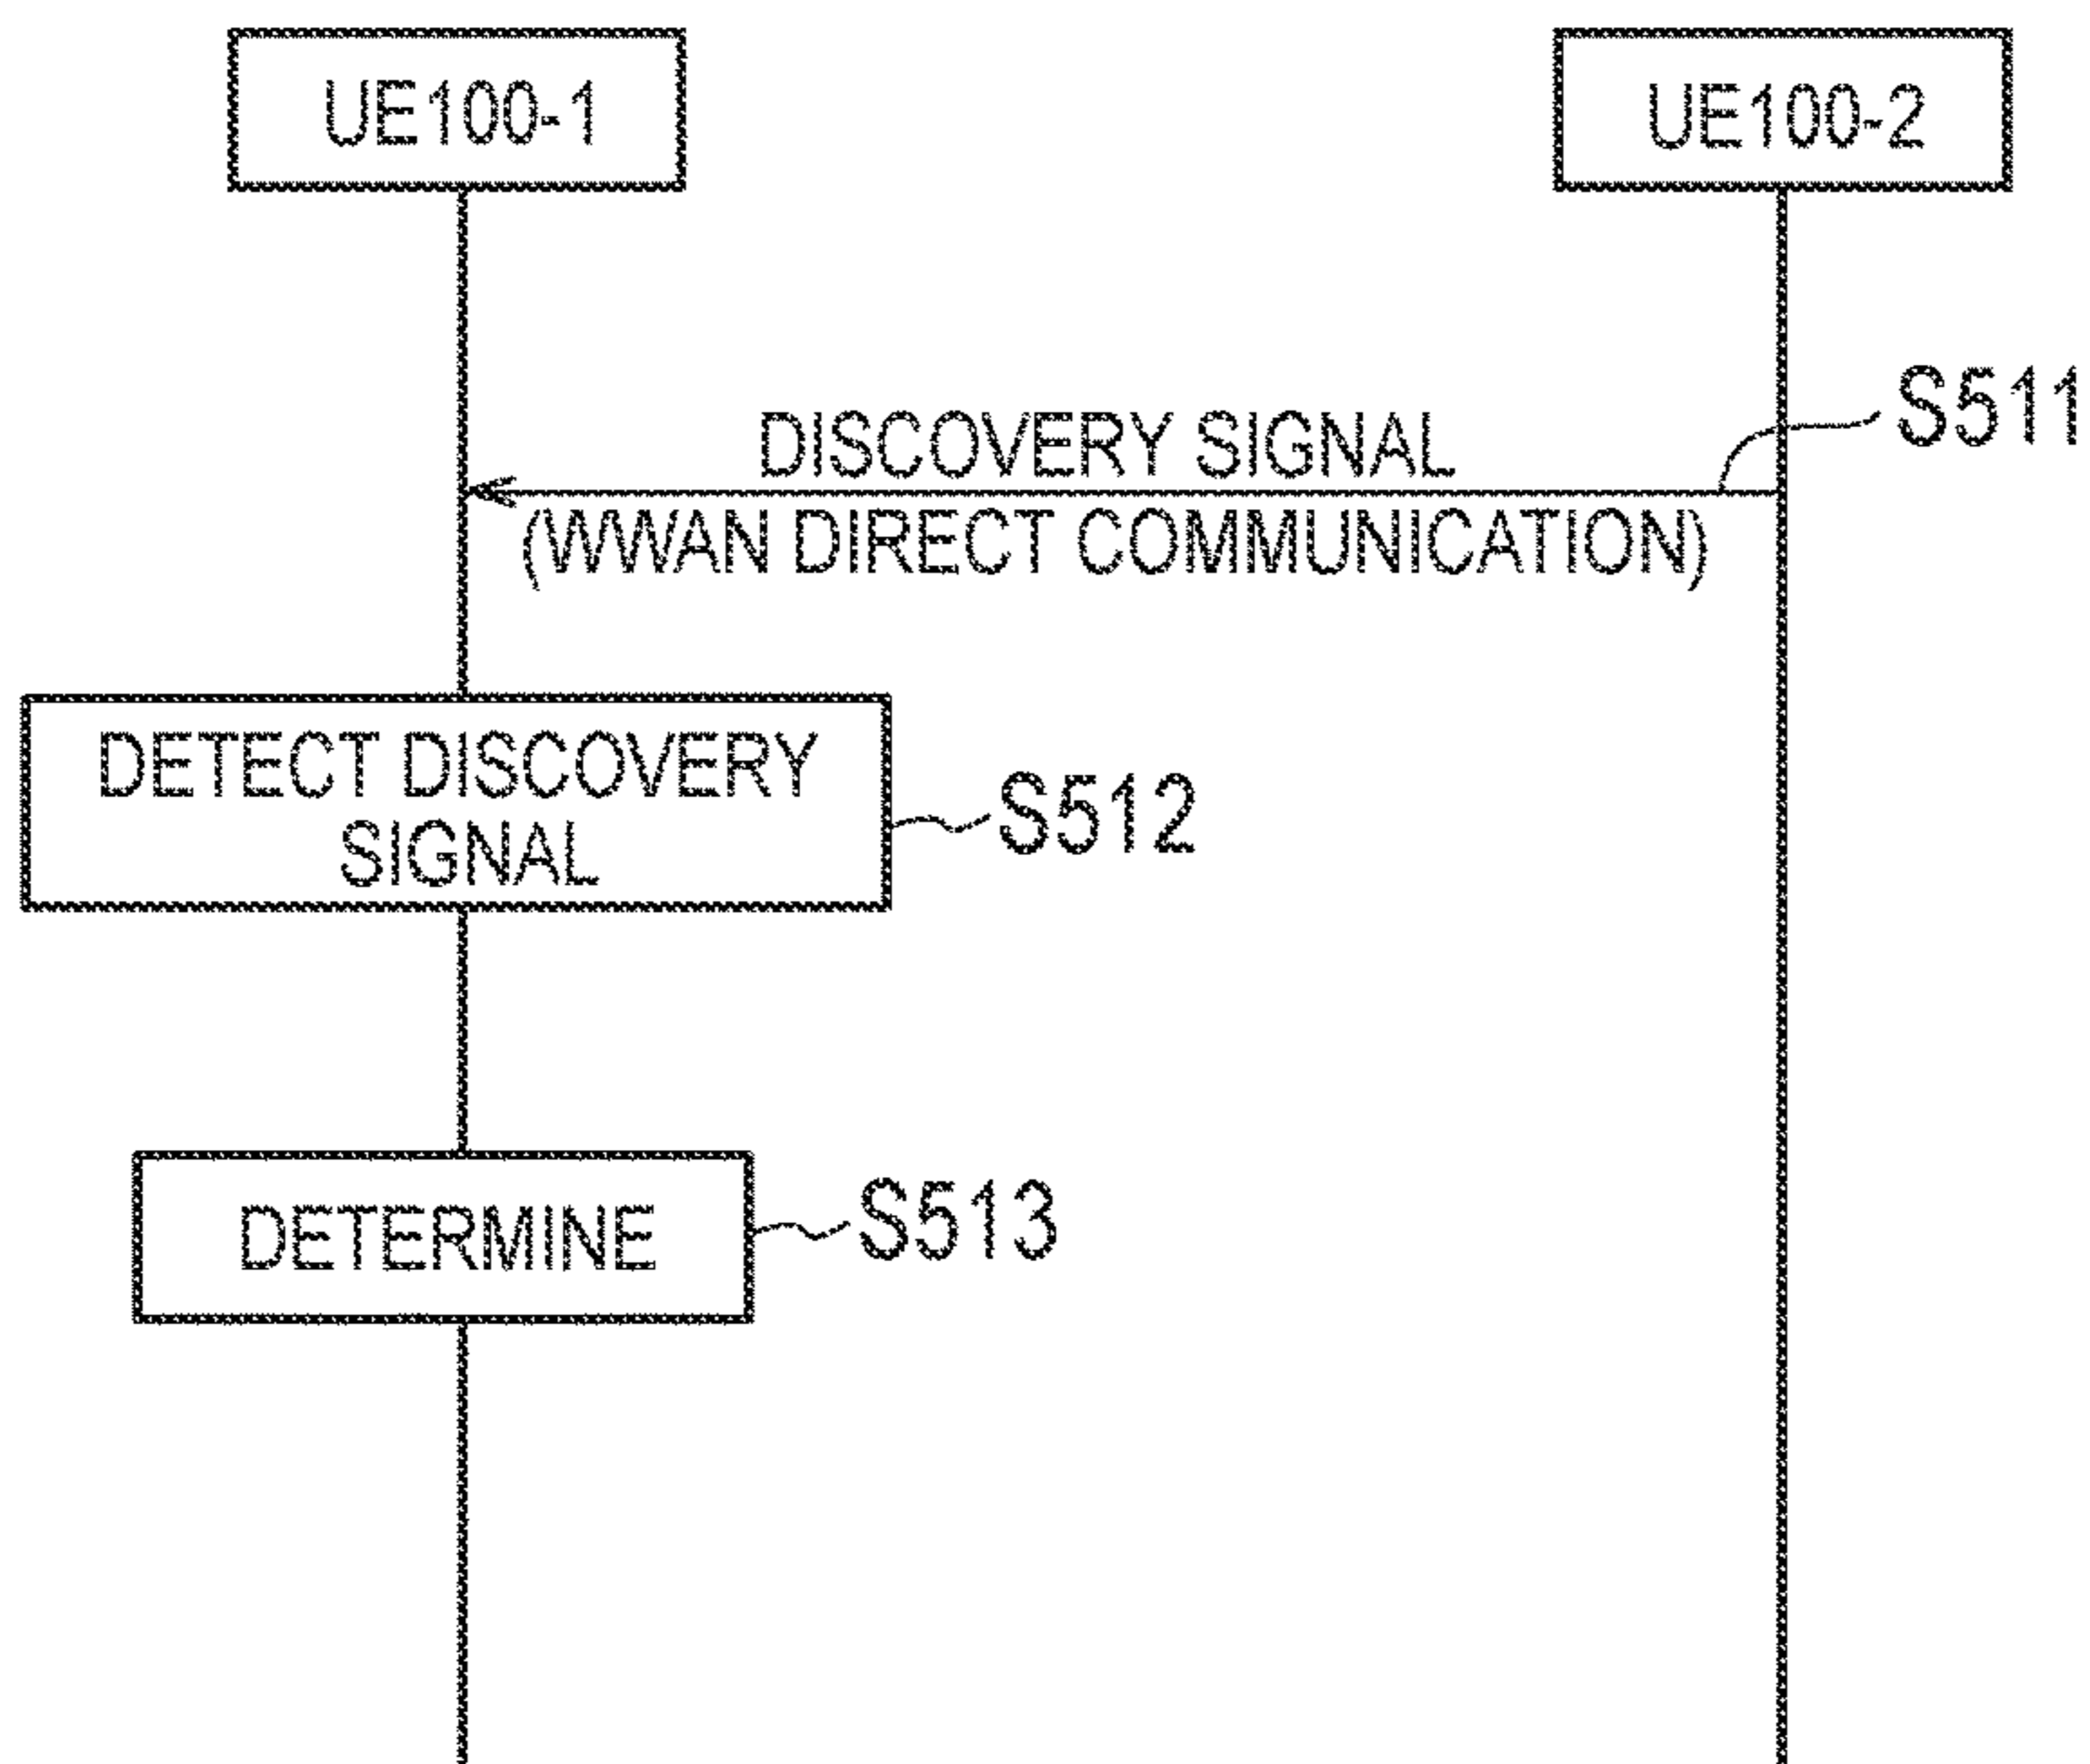 UE100-1
UE100-2
S511
DISCOVERY SIGNAL
(WWAN DIRECT COMMUNICATION)
DETECT DISCOVERY
SIGNAL
S512
DETERMINE
S513